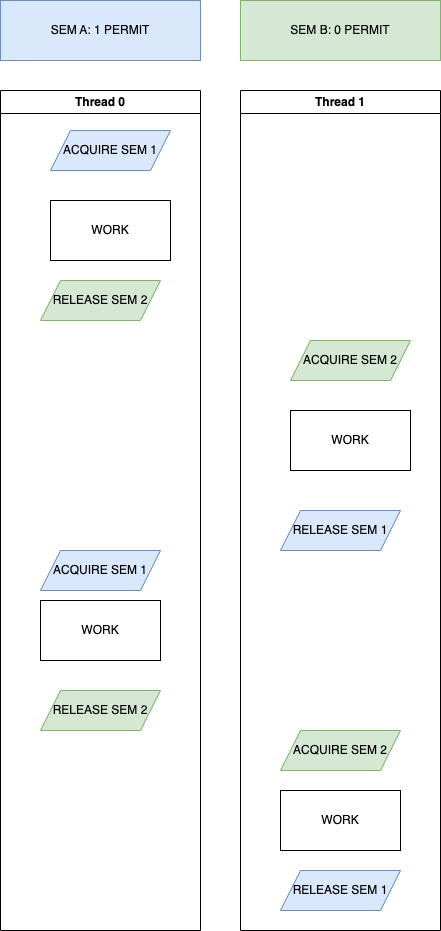 SEM A: 1 PERMIT
SEM B: 0 PERMIT
Thread 0
Thread 1
ACQUIRE SEM 1
WORK
RELEASE SEM 2
ACQUIRE SEM 2
WORK
RELEASE SEM 1
ACQUIRE SEM 1
WORK
RELEASE SEM 2
ACQUIRE SEM 2
WORK
RELEASE SEM 1